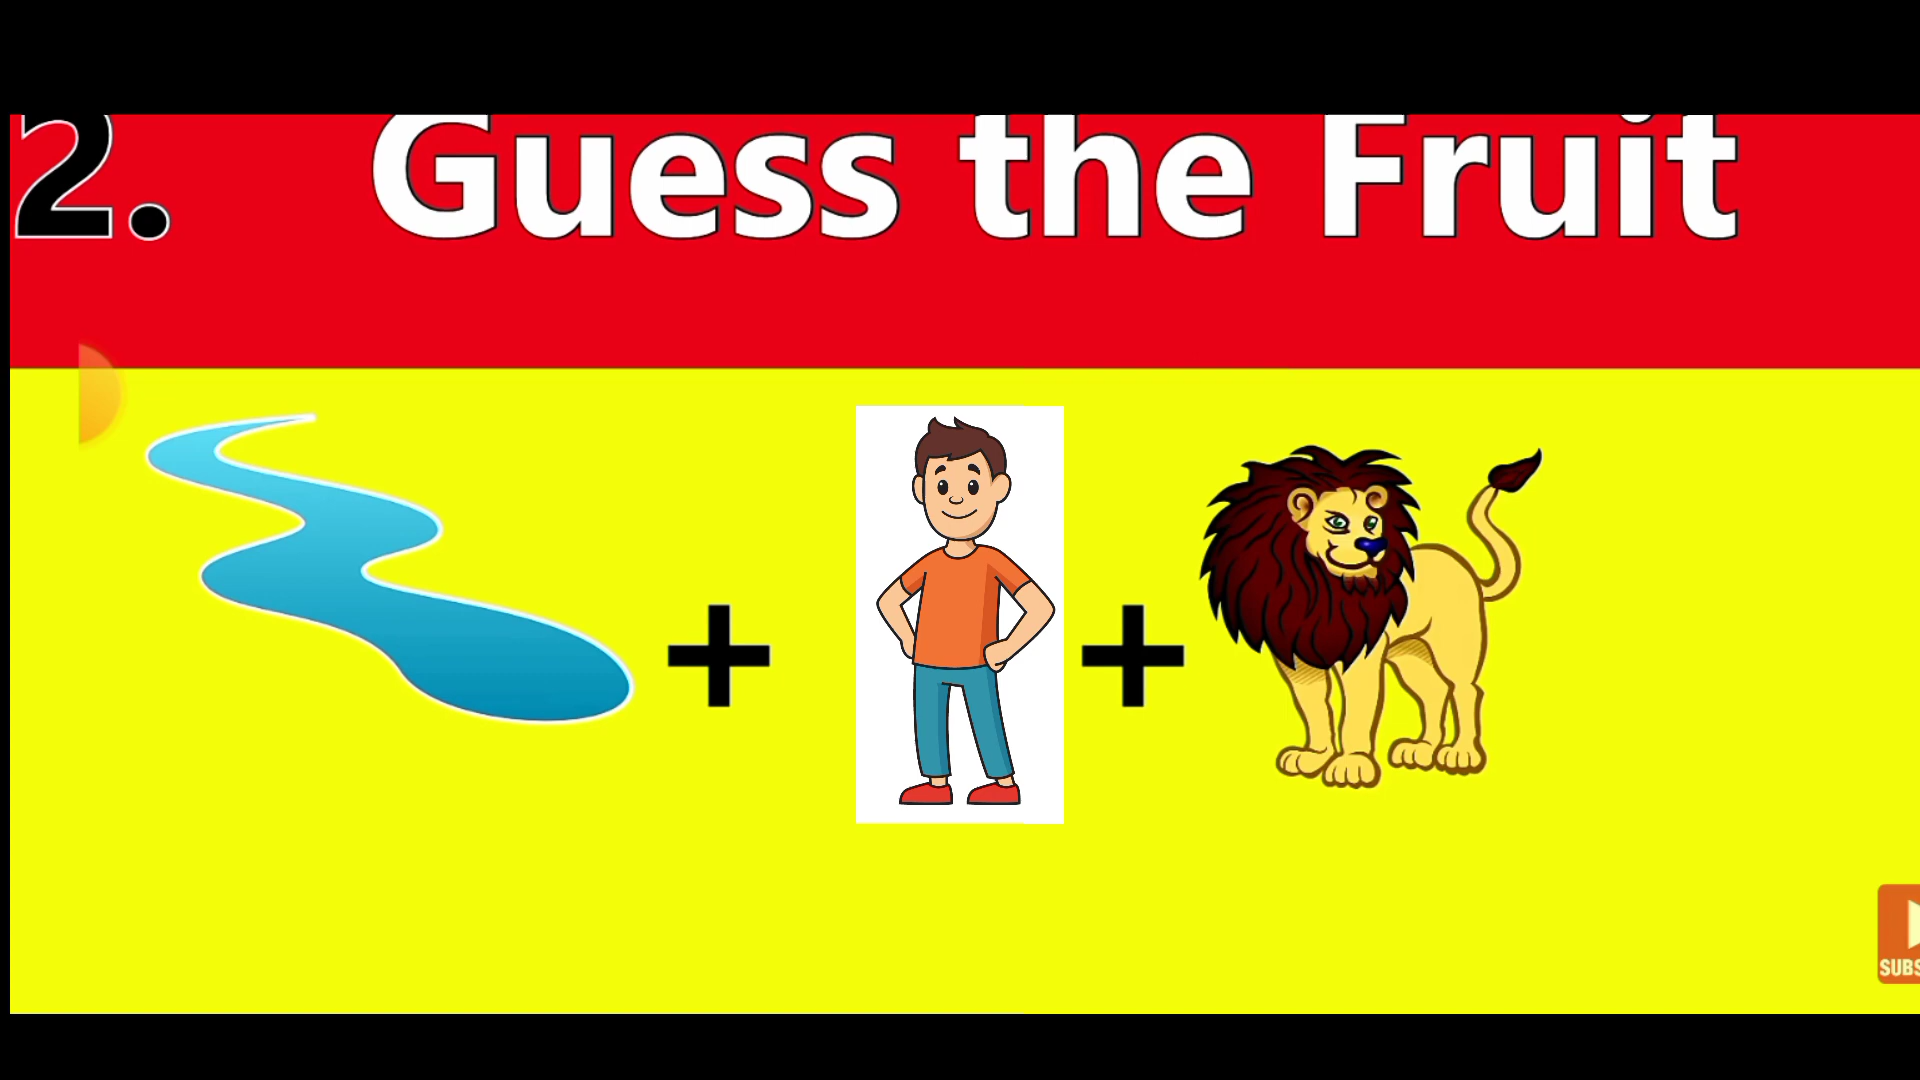 2. Guess the Fruit
+ +